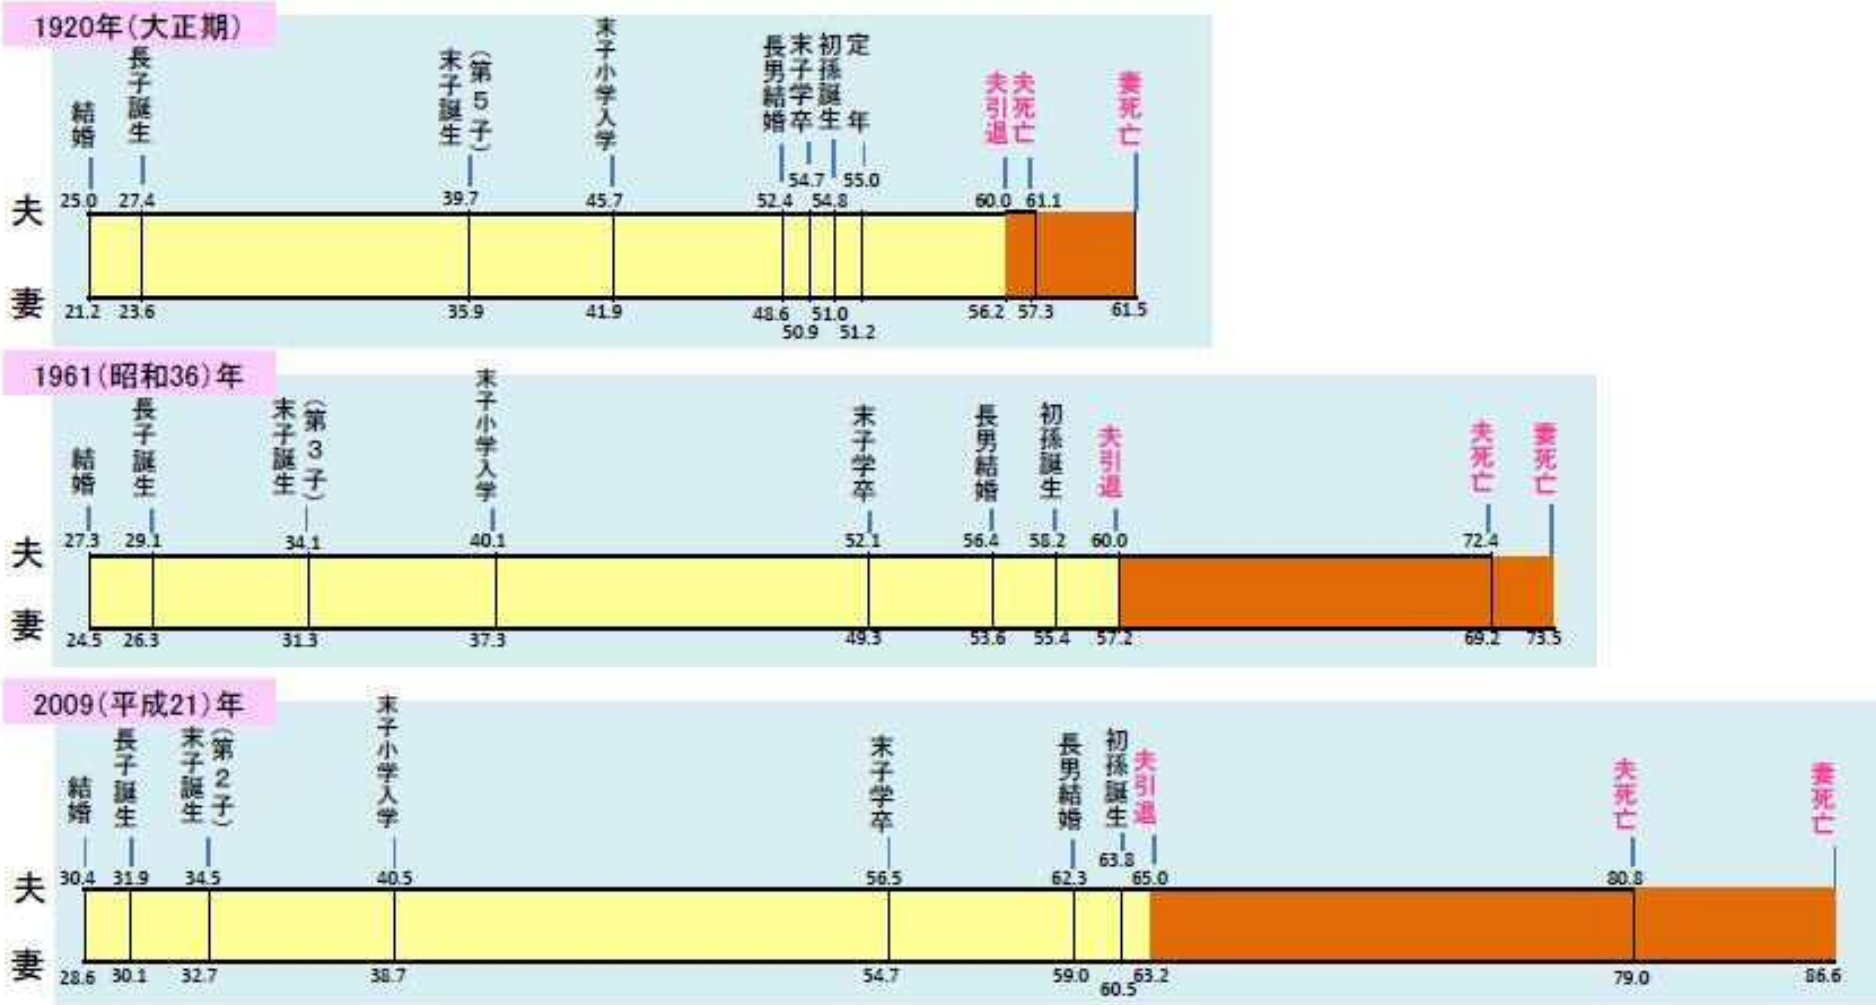 1920年(大正期)
結婚
長子誕生
末子誕生
(第5子)
末子小学入学
長男結婚
末子学卒
初孫誕生
定年
夫引退
夫死亡
妻死亡
54.7 55.0
夫 25.0 27.4 39.7 45.7 52.4 54.8 60.0 61.1
妻 21.2 23.6 35.9 41.9 48.6 51.0 56.2 57.3 61.5
50.9 51.2
1961(昭和36)年
結婚
長子誕生
末子誕生
(第3子)
末子小学入学
末子学卒
長男結婚
初孫誕生
夫引退
夫死亡
妻死亡
夫 27.3 29.1 34.1 40.1 52.1 56.4 58.2 60.0 72.4
妻 24.5 26.3 31.3 37.3 49.3 53.6 55.4 57.2 69.2 73.5
2009(平成21)年
結婚
長子誕生
末子誕生
(第2子)
末子小学入学
末子学卒
長男結婚
初孫誕生
夫引退
夫死亡
妻死亡
63.8
夫 30.4 31.9 34.5 40.5 56.5 62.3 65.0 80.8
妻 28.6 30.1 32.7 38.7 54.7 59.0 63.2 79.0 86.6
60.5